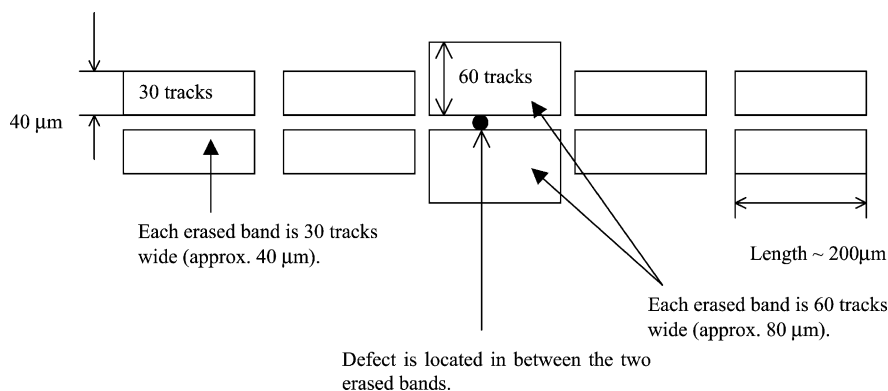 60 tracks
30 tracks
40 µm
Each erased band is 30 tracks
wide (approx. 40 µm).
Length ~ 200µm
Each erased band is 60 tracks
wide (approx. 80 µm).
Defect is located in between the two
erased bands.